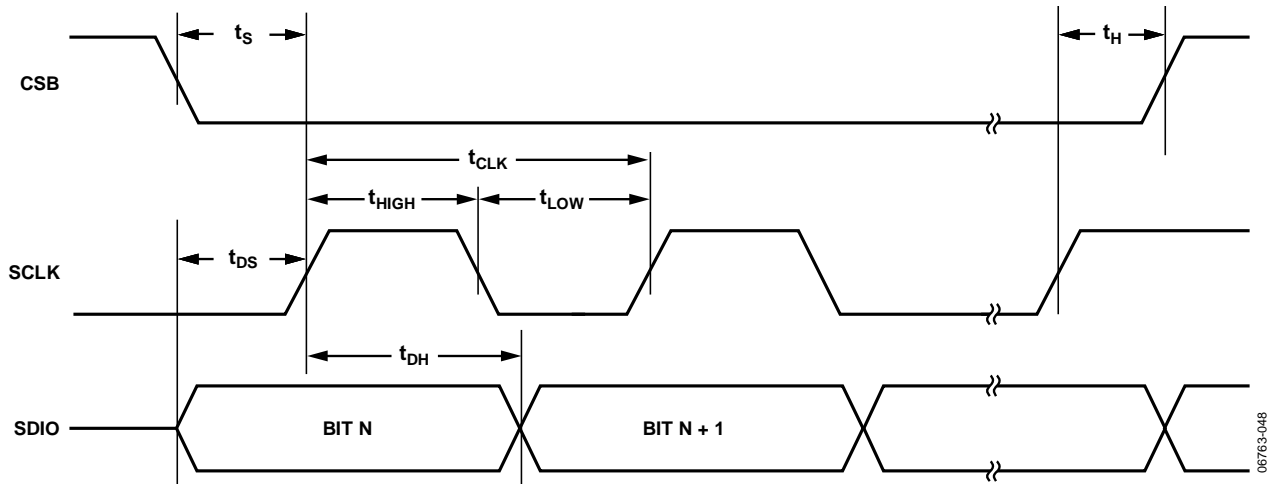 tS
tH
CSB
tCLK
tHIGH
tLOW
tDS
SCLK
tDH
SDIO
BIT N
BIT N + 1
06763-048